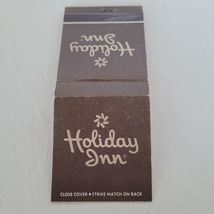 Holiday
Inn
Holiday
Inn
CLOSE COVER • STRIKE MATCH ON BACK